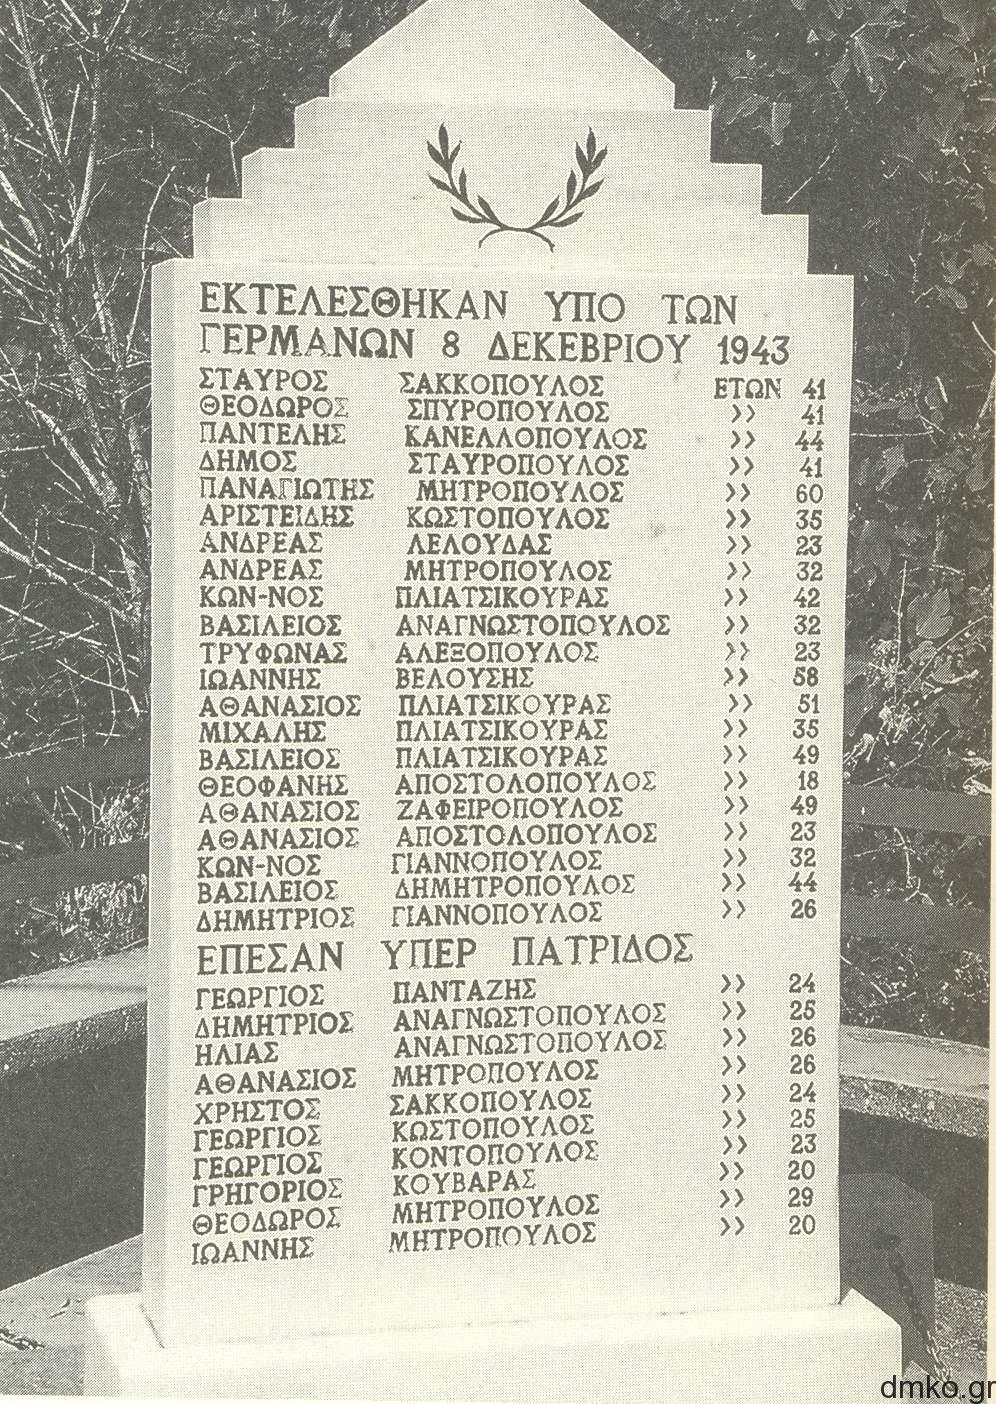 ΕΚΤΕΛΕΣΘΗΚΑΝ ΥΠΟ ΤΩΝ
ΓΕΡΜΑΝΩΝ 8 ΔΕΚΕΒΡΙΟΥ 1943
ΣΤΑΥΡΟΣ ΣΑΚΚΟΠΟΥΛΟΣ ΕΤΩΝ 41
ΘΕΟΔΩΡΟΣ ΣΠΥΡΟΠΟΥΛΟΣ » 41
ΠΑΝΤΕΛΗΣ ΚΑΝΕΛΛΟΠΟΥΛΟΣ » 44
ΔΗΜΟΣ ΣΤΑΥΡΟΠΟΥΛΟΣ » 41
ΠΑΝΑΓΙΩΤΗΣ ΜΗΤΡΟΠΟΥΛΟΣ » 60
ΑΡΙΣΤΕΙΔΗΣ ΚΩΣΤΟΠΟΥΛΟΣ » 35
ΑΝΔΡΕΑΣ ΛΕΛΟΥΔΑΣ » 23
ΑΝΔΡΕΑΣ ΜΗΤΡΟΠΟΥΛΟΣ » 32
ΚΩΝ-ΝΟΣ ΠΛΙΑΤΣΙΚΟΥΡΑΣ » 42
ΒΑΣΙΛΕΙΟΣ ΑΝΑΓΝΩΣΤΟΠΟΥΛΟΣ » 32
ΤΡΥΦΩΝΑΣ ΑΛΕΞΟΠΟΥΛΟΣ » 23
ΙΩΑΝΝΗΣ ΒΕΛΟΥΣΗΣ » 58
ΑΘΑΝΑΣΙΟΣ ΠΛΙΑΤΣΙΚΟΥΡΑΣ » 51
ΜΙΧΑΛΗΣ ΠΛΙΑΤΣΙΚΟΥΡΑΣ » 35
ΒΑΣΙΛΕΙΟΣ ΠΛΙΑΤΣΙΚΟΥΡΑΣ » 49
ΘΕΟΦΑΝΗΣ ΑΠΟΣΤΟΛΟΠΟΥΛΟΣ » 18
ΑΘΑΝΑΣΙΟΣ ΖΑΦΕΙΡΟΠΟΥΛΟΣ » 49
ΑΘΑΝΑΣΙΟΣ ΑΠΟΣΤΟΛΟΠΟΥΛΟΣ » 23
ΚΩΝ-ΝΟΣ ΓΙΑΝΝΟΠΟΥΛΟΣ » 32
ΒΑΣΙΛΕΙΟΣ ΔΗΜΗΤΡΟΠΟΥΛΟΣ » 44
ΔΗΜΗΤΡΙΟΣ ΓΙΑΝΝΟΠΟΥΛΟΣ » 26
ΕΠΕΣΑΝ ΥΠΕΡ ΠΑΤΡΙΔΟΣ
ΓΕΩΡΓΙΟΣ ΠΑΝΤΑΖΗΣ » 24
ΔΗΜΗΤΡΙΟΣ ΑΝΑΓΝΩΣΤΟΠΟΥΛΟΣ » 25
ΗΛΙΑΣ ΑΝΑΓΝΩΣΤΟΠΟΥΛΟΣ » 26
ΑΘΑΝΑΣΙΟΣ ΜΗΤΡΟΠΟΥΛΟΣ » 26
ΧΡΗΣΤΟΣ ΣΑΚΚΟΠΟΥΛΟΣ » 24
ΓΕΩΡΓΙΟΣ ΚΩΣΤΟΠΟΥΛΟΣ » 25
ΓΕΩΡΓΙΟΣ ΚΟΝΤΟΠΟΥΛΟΣ » 23
ΓΡΗΓΟΡΙΟΣ ΚΟΥΒΑΡΑΣ » 20
ΘΕΟΔΩΡΟΣ ΜΗΤΡΟΠΟΥΛΟΣ » 29
ΙΩΑΝΝΗΣ ΜΗΤΡΟΠΟΥΛΟΣ » 20
dmko.gr